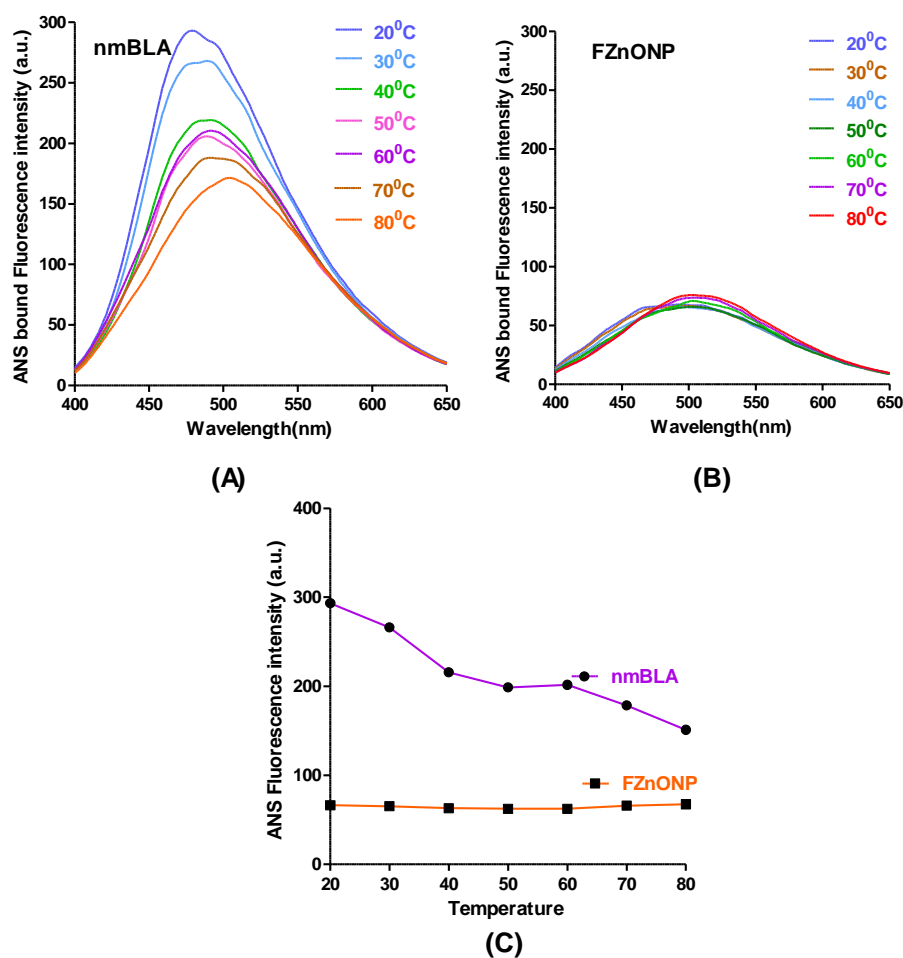 nmBLA
20⁰C
30⁰C
40⁰C
50⁰C
60⁰C
70⁰C
80⁰C
ANS bound Fluorescence intensity (a.u.)
300
250
200
150
100
50
0
400 450 500 550 600 650
Wavelength(nm)
(A)
FZnONP
20⁰C
30⁰C
40⁰C
50⁰C
60⁰C
70⁰C
80⁰C
ANS bound Fluorescence intensity (a.u.)
300
250
200
150
100
50
0
400 450 500 550 600 650
Wavelength(nm)
(B)
ANS Fluorescence intensity (a.u.)
400
300
200
100
0
nmBLA
FZnONP
20 30 40 50 60 70 80
Temperature
(C)